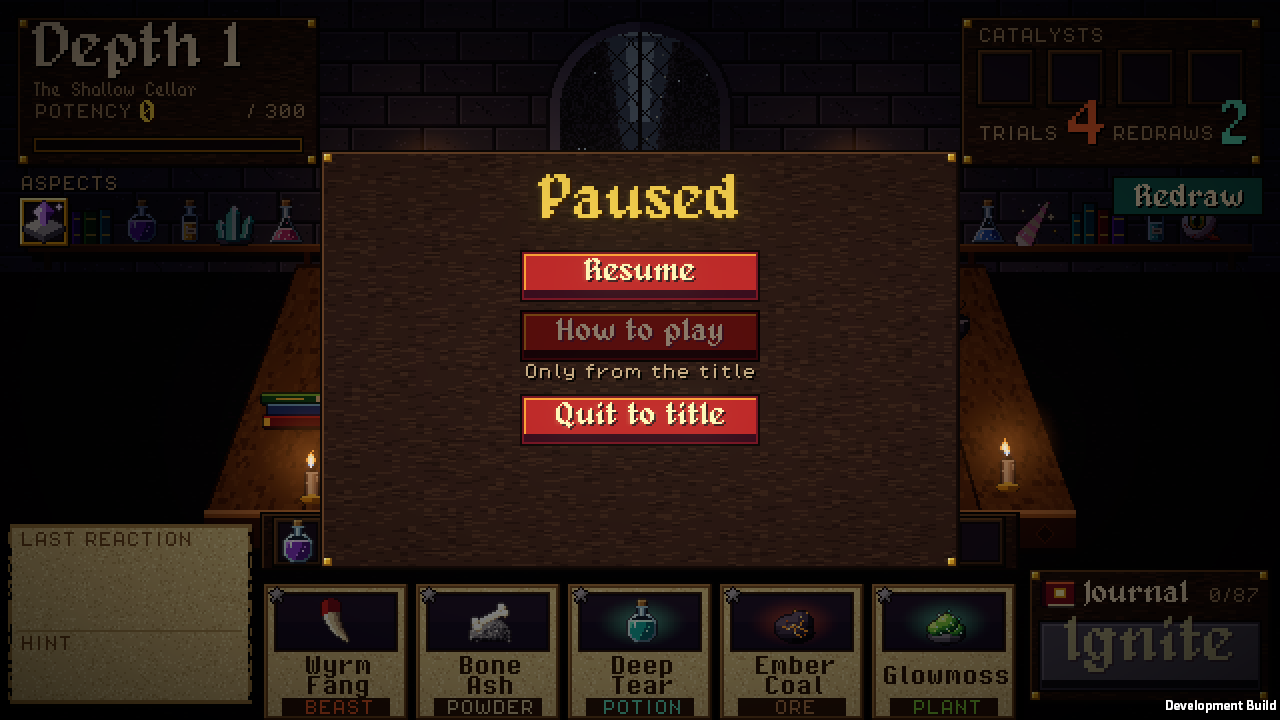 Depth 1
The Shallow Cellar
POTENCY 0 / 300
ASPECTS
CATALYSTS
TRIALS 4 REDRAWS 2
Redraw
Paused
Resume
How to play
Only from the title
Quit to title
LAST REACTION
HINT
Wyrm
Fang
BEAST
Bone
Ash
POWDER
Deep
Tear
POTION
Ember
Coal
ORE
Glowmoss
PLANT
Journal 0/87
Ignite
Development Build